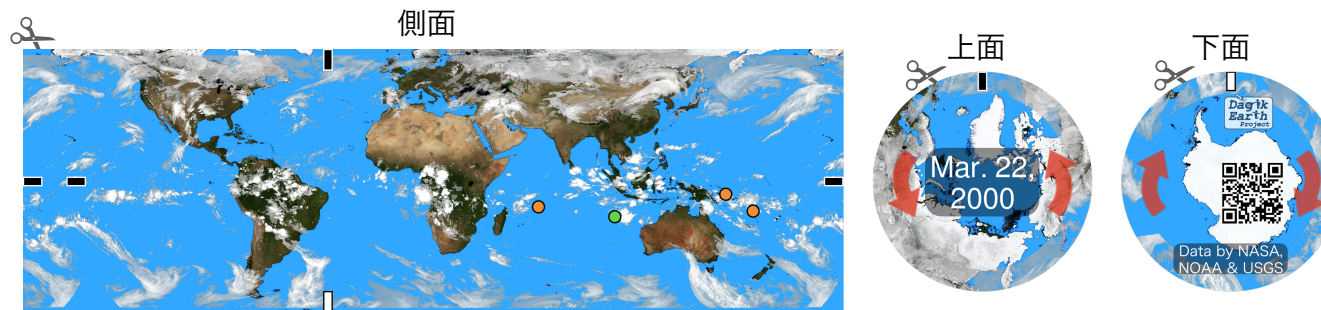 側面
上面
下面
Mar. 22,
2000
Dagik
Earth
Project
Data by NASA,
NOAA & USGS